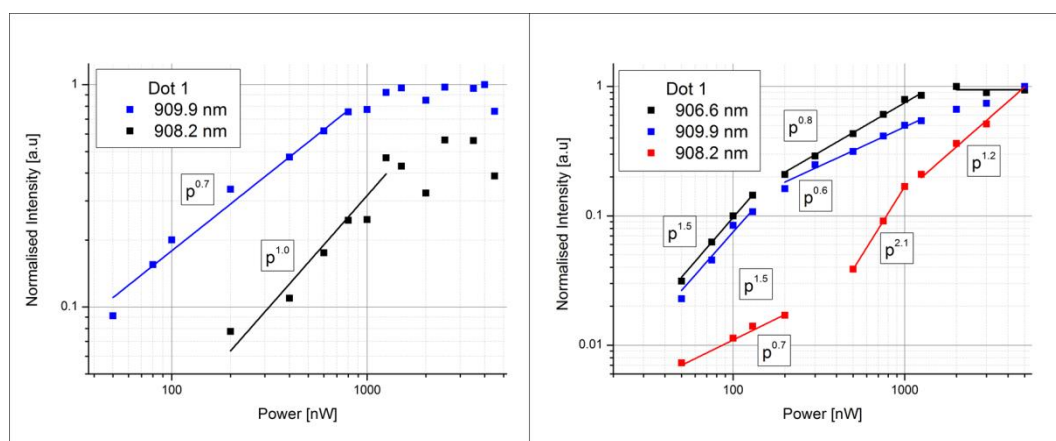 Normalised Intensity [a.u]
1
0.1
Dot 1
909.9 nm
908.2 nm
p0.7
p1.0
100
1000
Power [nW]
Normalised Intensity [a.u]
1
0.1
0.01
Dot 1
906.6 nm
909.9 nm
908.2 nm
p0.8
p0.6
p1.2
p1.5
p2.1
p1.5
p0.7
100
1000
Power [nW]